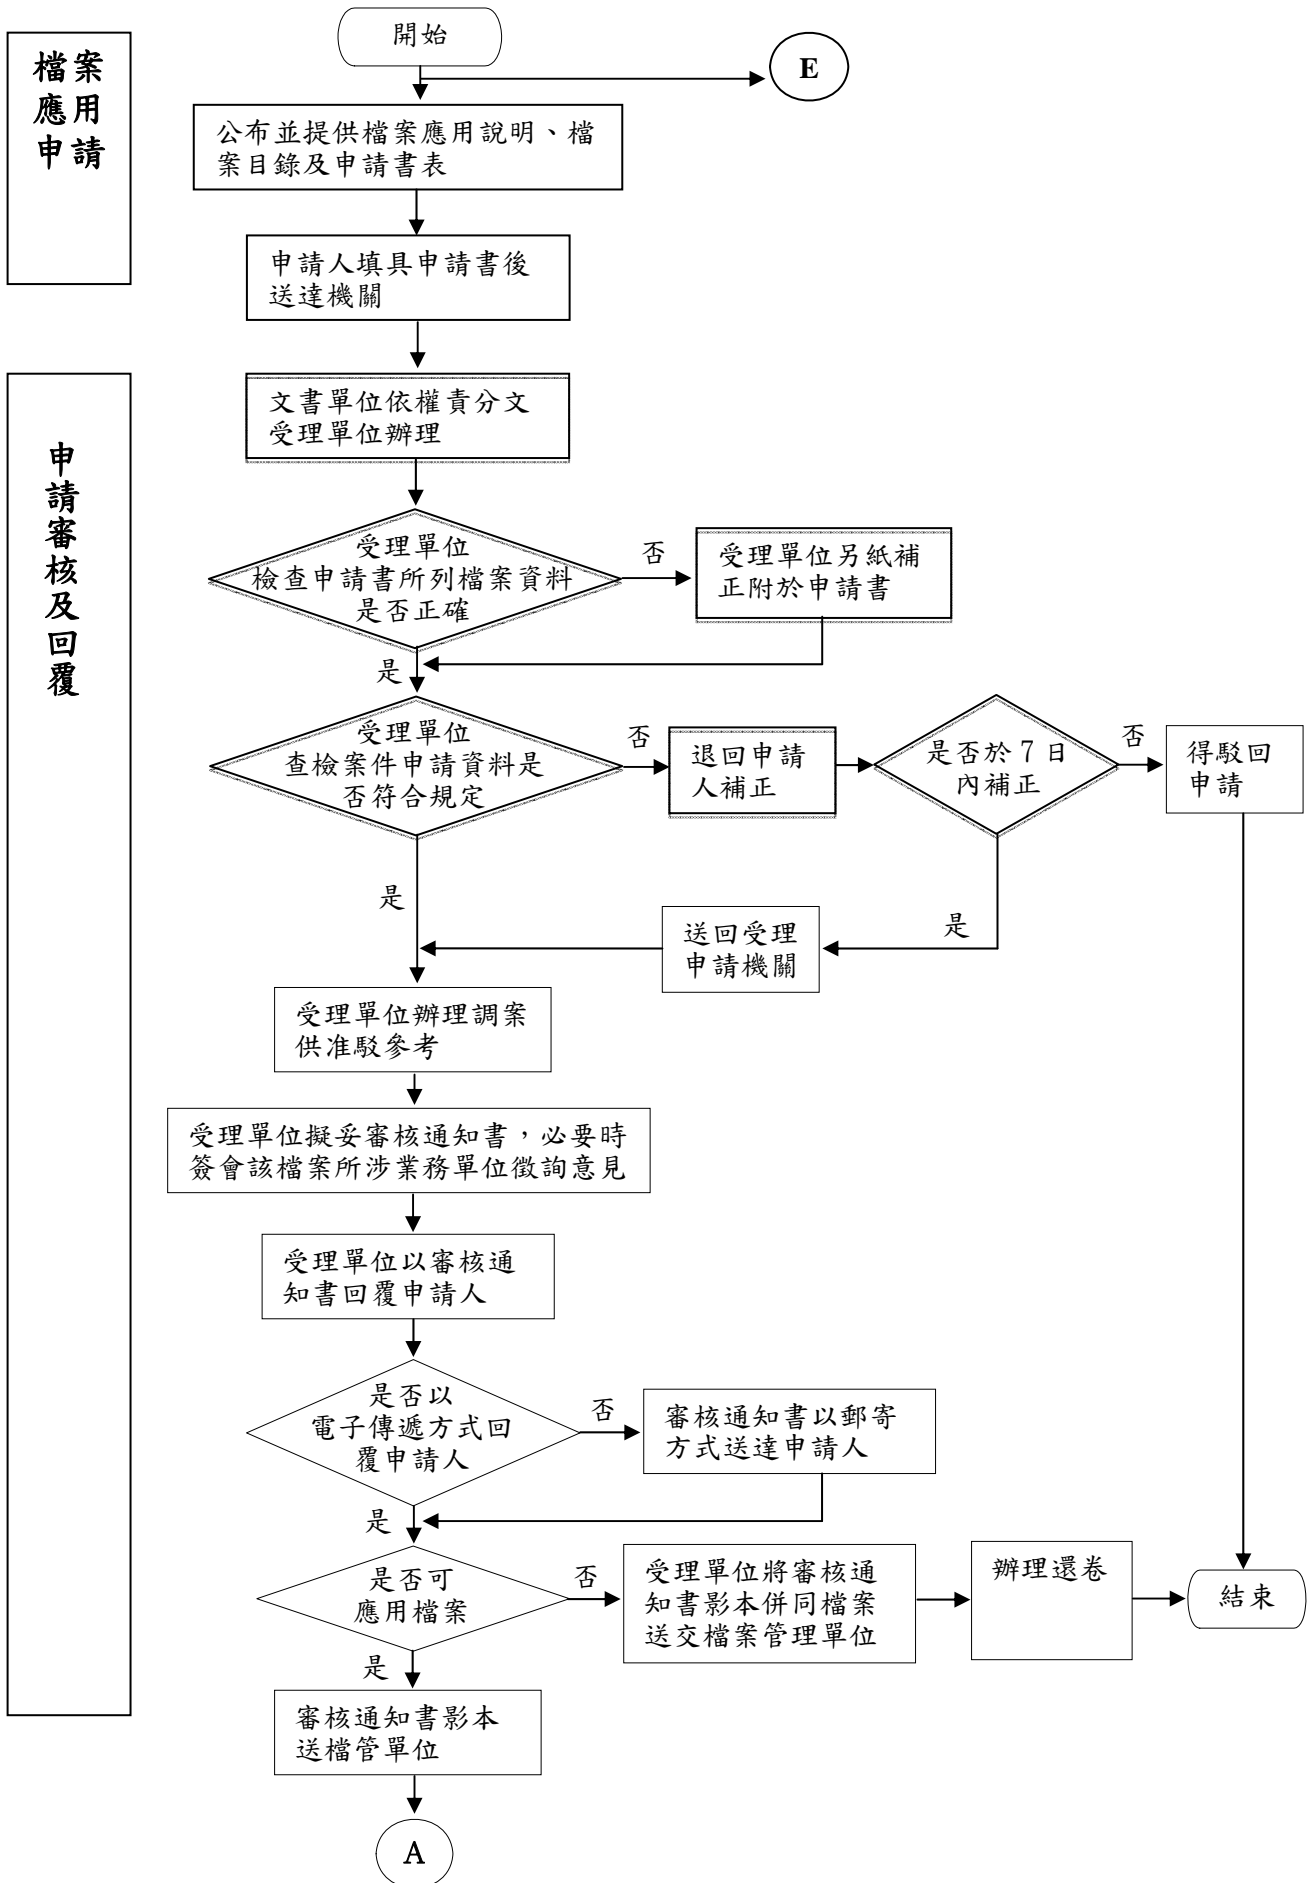 開始
E
檔案
應用
申請
公布並提供檔案應用說明、檔
案目錄及申請書表
申請人填具申請書後
送達機關
申請審核及回覆
文書單位依權責分文
受理單位辦理
受理單位
檢查申請書所列檔案資料
是否正確
否
受理單位另紙補
正附於申請書
是
受理單位
查檢案件申請資料是
否符合規定
否
退回申請
人補正
是否於7日
內補正
否
得駁回
申請
是
是
送回受理
申請機關
受理單位辦理調案
供准駁參考
受理單位擬妥審核通知書，必要時
簽會該檔案所涉業務單位徵詢意見
受理單位以審核通
知書回覆申請人
是否以
電子傳遞方式回
覆申請人
否
審核通知書以郵寄
方式送達申請人
是
是否可
應用檔案
否
受理單位將審核通
知書影本併同檔案
送交檔案管理單位
辦理還卷
結束
是
審核通知書影本
送檔管單位
A